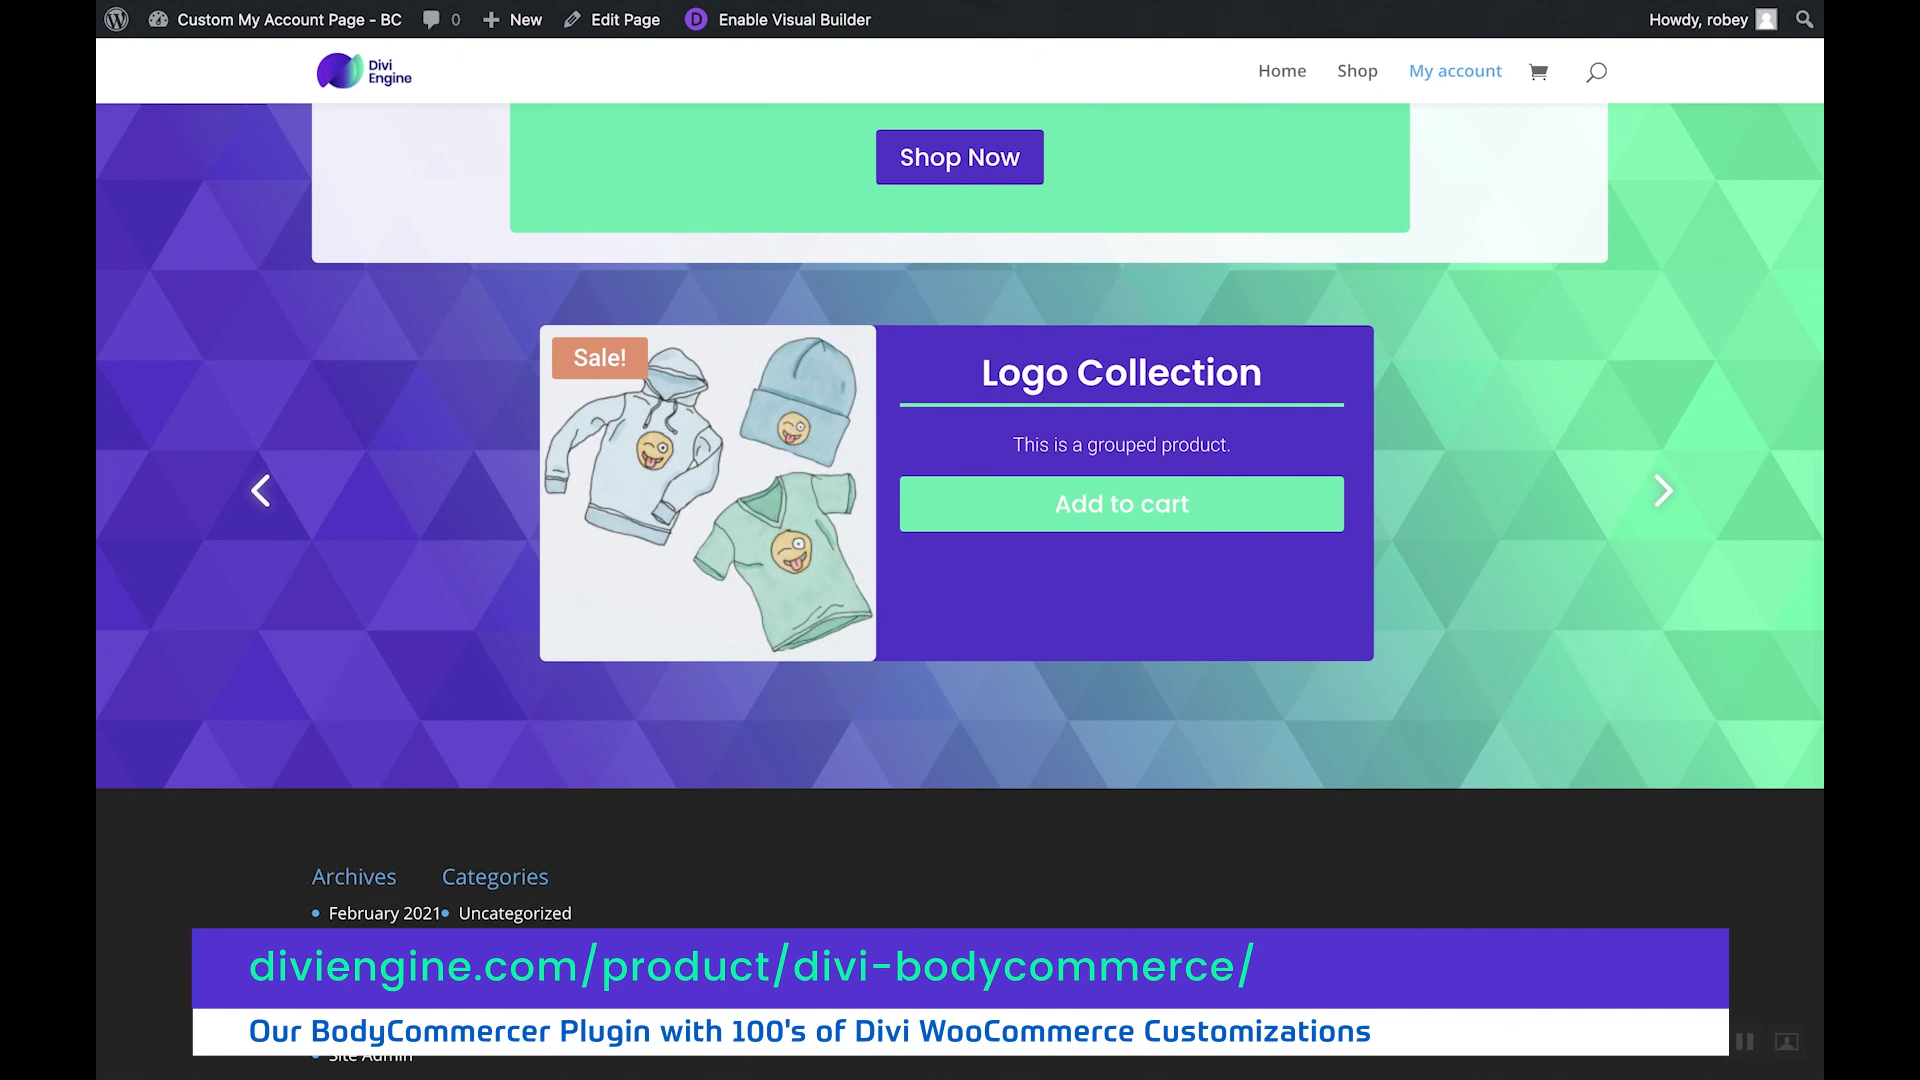 Custom My Account Page - BC 0 New Edit Page Enable Visual Builder Howdy, robey
Divi
Engine
Home Shop My account
Shop Now
Sale!
Logo Collection
This is a grouped product.
Add to cart
Archives Categories
February 2021 Uncategorized
diviengine.com/product/divi-bodycommerce/
Our BodyCommercer Plugin with 100's of Divi WooCommerce Customizations
Site Admin